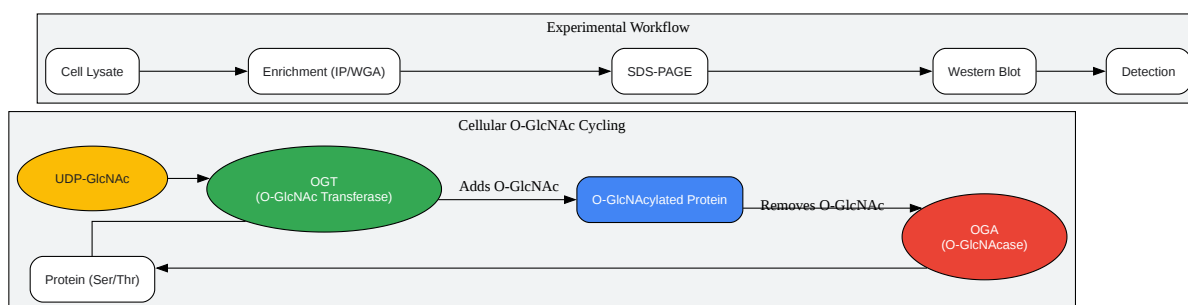 Experimental Workflow
Cell Lysate
Enrichment (IP/WGA)
SDS-PAGE
Western Blot
Detection
Cellular O-GlcNAc Cycling
UDP-GlcNAc
OGT
(O-GlcNAc Transferase)
Adds O-GlcNAc
O-GlcNAcylated Protein
Removes O-GlcNAc
OGA
(O-GlcNAcase)
Protein (Ser/Thr)